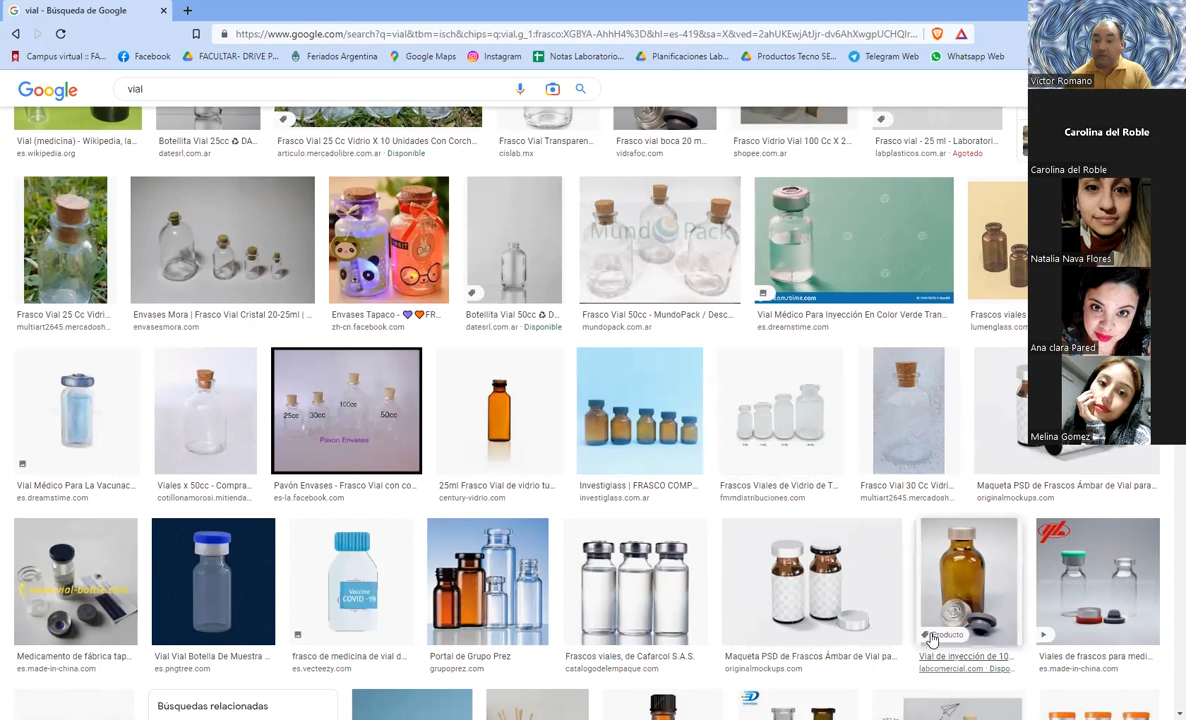 vial - Búsqueda de Google
https://www.google.com/search?q=vial&tbm=isch&chips=q:vial,g_1:frasco:XGBYA-AhhH4%3D&hl=es-419&sa=X&ved=2ahUKEwjAtJjr-dv6AhXwgpUCHQlr...
Campus virtual :: FA...
Facebook
FACULTAR- DRIVE P...
Feriados Argentina
Google Maps
Instagram
Notas Laboratorio...
Planificaciones Lab...
Productos Tecno SE...
Telegram Web
Whatsapp Web
Google
vial
Vial (medicina) - Wikipedia, la...
es.wikipedia.org
Botellita Vial 25cc ♻ DA...
datesrl.com.ar
Frasco Vial 25 Cc Vidrio X 10 Unidades Con Corch...
articulo.mercadolibre.com.ar · Disponible
Frasco Vial Transparen...
cislab.mx
Frasco vial boca 20 m...
vidrafoc.com
Frasco Vidrio Vial 100 Cc X 2...
shopee.com.ar
Frasco vial - 25 ml - Laboratori...
labplasticos.com.ar · Agotado
MundoPack
Frasco Vial 25 Cc Vidri...
multiart2645.mercadosh...
Envases Mora | Frasco Vial Cristal 20-25ml | ...
envasesmora.com
Envases Tapaco - 💜🧡FR...
zh-cn.facebook.com
Botellita Vial 50cc ♻ D...
datesrl.com.ar · Disponible
Frasco Vial 50cc - MundoPack / Desc...
mundopack.com.ar
Vial Médico Para Inyección En Color Verde Tran...
es.dreamstime.com
Frascos viales
lumenglass.com
25cc
30cc
100cc
50cc
Pavon Envases
Vial Médico Para La Vacunac...
es.dreamstime.com
Viales x 50cc - Compra...
cotillonamorosi.mitienda...
Pavón Envases - Frasco Vial con co...
es-la.facebook.com
25ml Frasco Vial de vidrio tu...
century-vidrio.com
Investiglass | FRASCO COMP...
investiglass.com.ar
Frascos Viales de Vidrio de T...
fmmdistribuciones.com
Frasco Vial 30 Cc Vidri...
multiart2645.mercadosh...
Maqueta PSD de Frascos Ámbar de Vial para...
originalmockups.com
Vaccine
COVID -19
Producto
Medicamento de fábrica tap...
es.made-in-china.com
Vial Vial Botella De Muestra ...
es.pngtree.com
frasco de medicina de vial d...
es.vecteezy.com
Portal de Grupo Prez
grupoprez.com
Frascos viales, de Cafarcol S.A.S.
catalogodelempaque.com
Maqueta PSD de Frascos Ámbar de Vial pa...
originalmockups.com
Vial de inyección de 10...
labcomercial.com · Dispo...
Viales de frascos para medi...
es.made-in-china.com
Búsquedas relacionadas
Víctor Romano
Carolina del Roble
Carolina del Roble
Natalia Nava Flores
Ana clara Pared
Melina Gomez